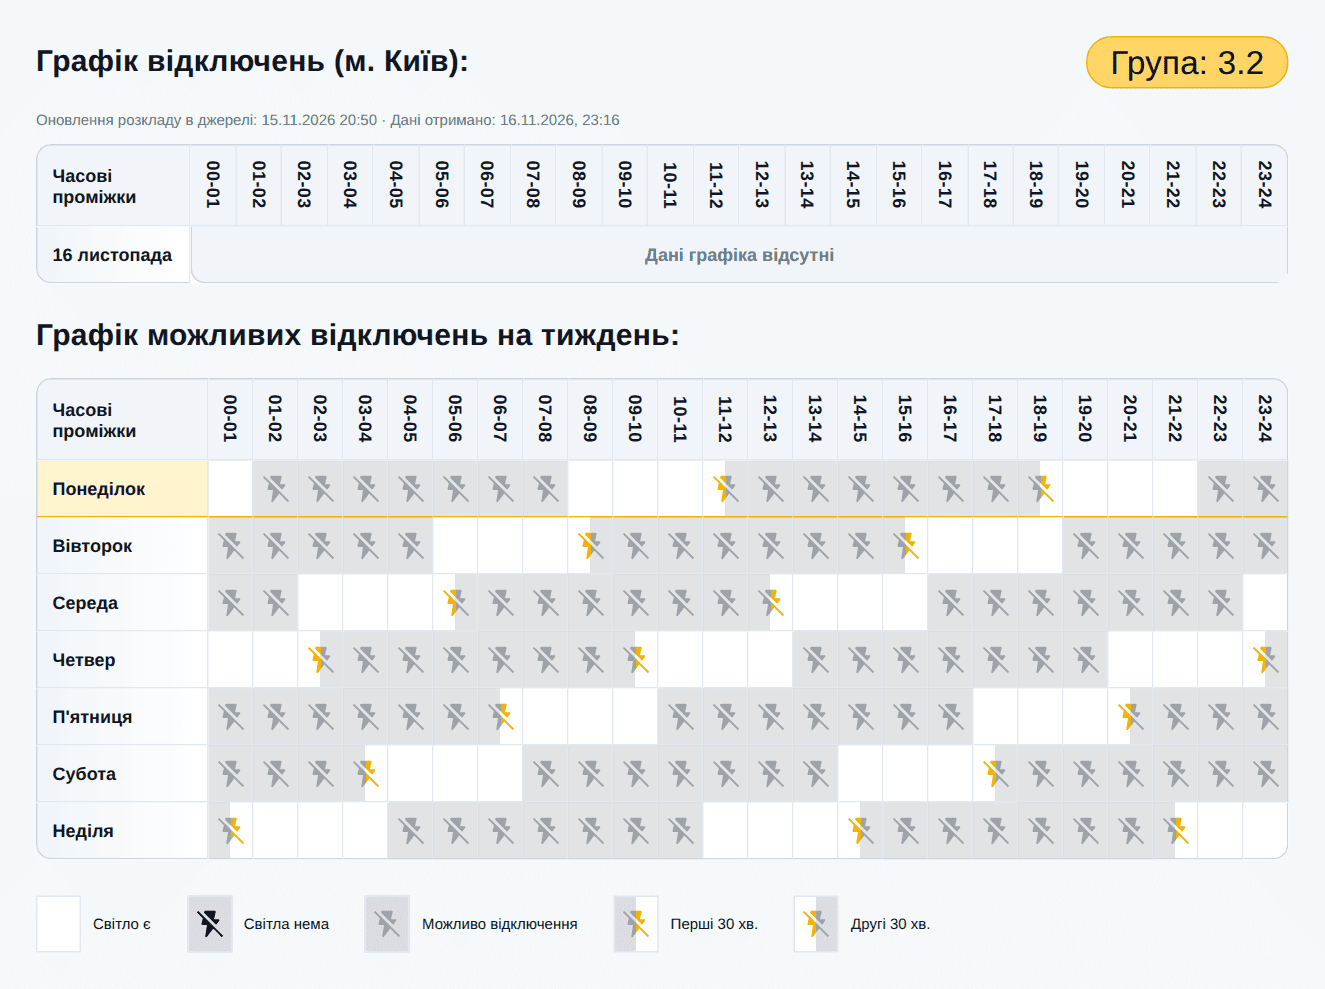 Графік відключень (м. Київ):
Група: 3.2
Оновлення розкладу в джерелі: 15.11.2026 20:50 · Дані отримано: 16.11.2026, 23:16
Часові
проміжки
00-01 01-02 02-03 03-04 04-05 05-06 06-07 07-08 08-09 09-10 10-11 11-12 12-13 13-14 14-15 15-16 16-17 17-18 18-19 19-20 20-21 21-22 22-23 23-24
16 листопада
Дані графіка відсутні
Графік можливих відключень на тиждень:
Часові
проміжки
00-01 01-02 02-03 03-04 04-05 05-06 06-07 07-08 08-09 09-10 10-11 11-12 12-13 13-14 14-15 15-16 16-17 17-18 18-19 19-20 20-21 21-22 22-23 23-24
Понеділок
Вівторок
Середа
Четвер
П'ятниця
Субота
Неділя
Світло є
Світла нема
Можливо відключення
Перші 30 хв.
Другі 30 хв.